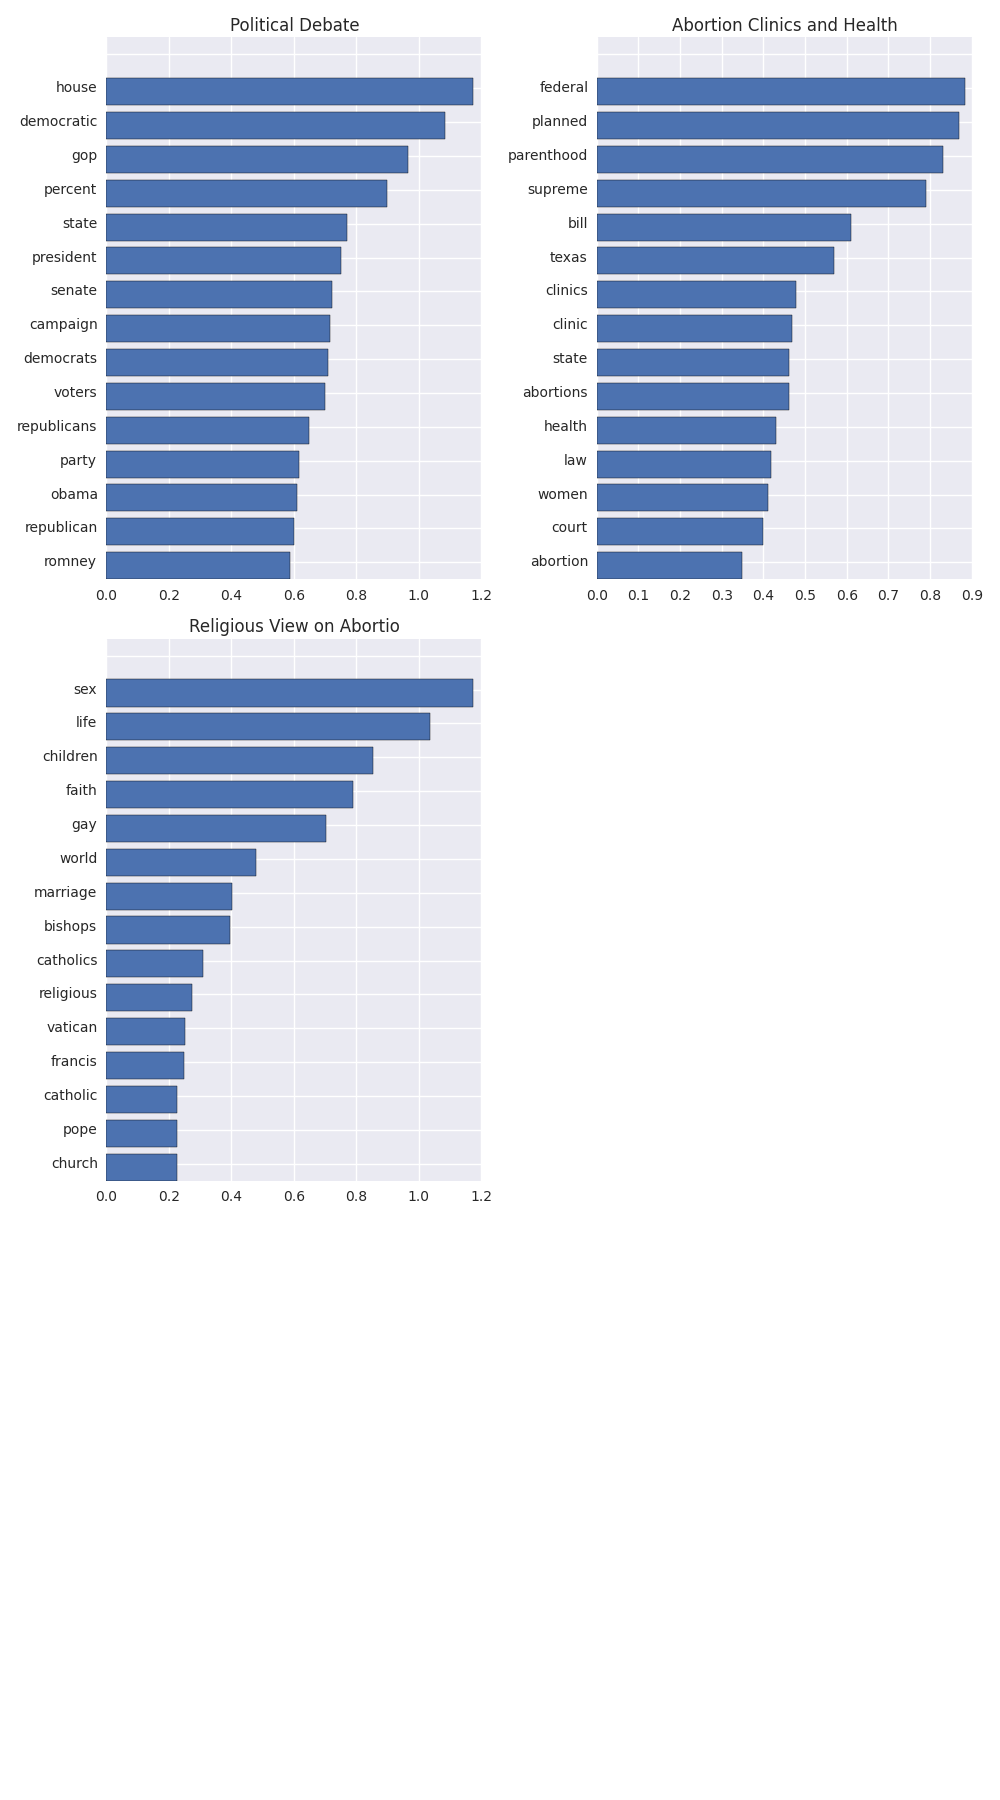 Political Debate
house
democratic
gop
percent
state
president
senate
campaign
democrats
voters
republicans
party
obama
republican
romney
0.0 0.2 0.4 0.6 0.8 1.0 1.2
Abortion Clinics and Health
federal
planned
parenthood
supreme
bill
texas
clinics
clinic
state
abortions
health
law
women
court
abortion
0.0 0.1 0.2 0.3 0.4 0.5 0.6 0.7 0.8 0.9
Religious View on Abortio
sex
life
children
faith
gay
world
marriage
bishops
catholics
religious
vatican
francis
catholic
pope
church
0.0 0.2 0.4 0.6 0.8 1.0 1.2